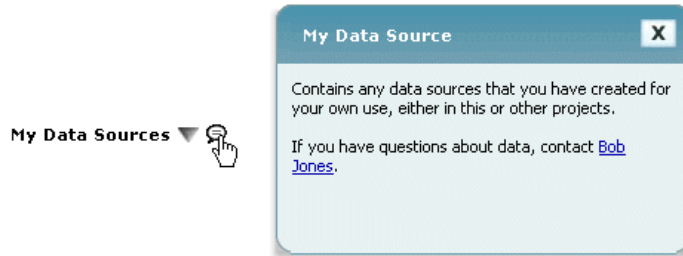 My Data Sources
My Data Source
X
Contains any data sources that you have created for
your own use, either in this or other projects.
If you have questions about data, contact Bob
Jones.